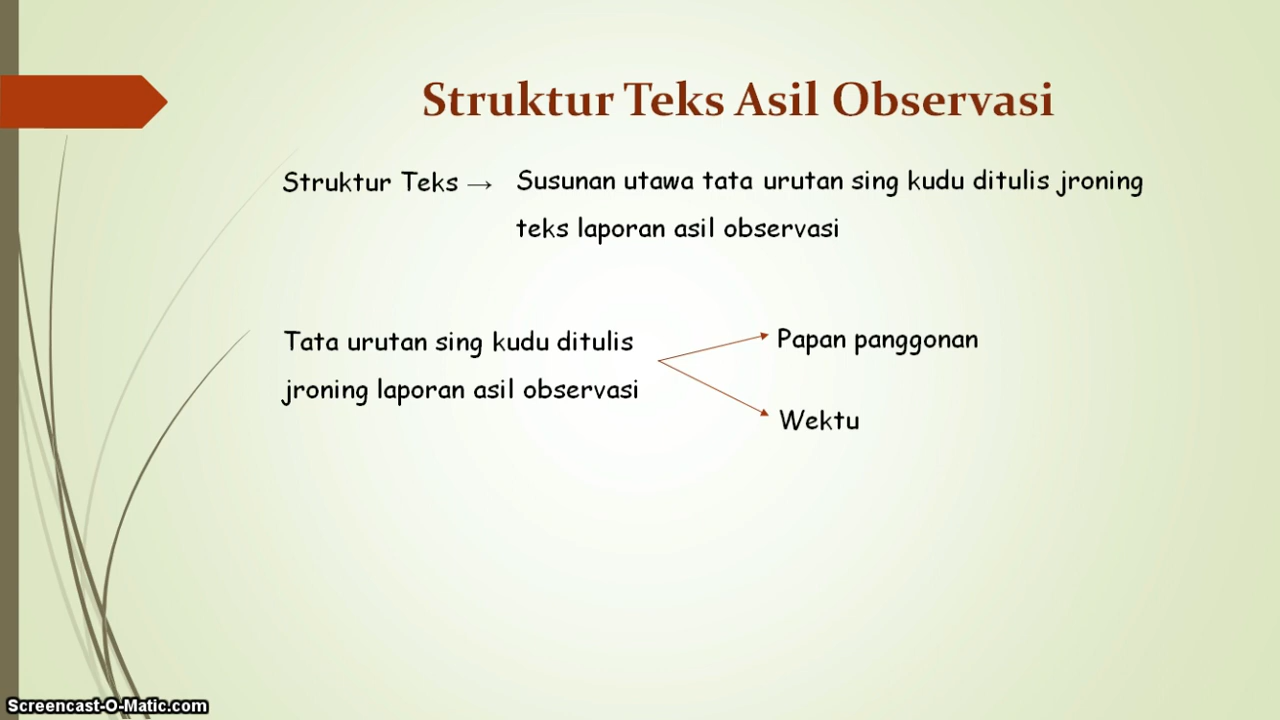 Struktur Teks Asil Observasi
Struktur Teks → Susunan utawa tata urutan sing kudu ditulis jroning
teks laporan asil observasi
Tata urutan sing kudu ditulis
jroning laporan asil observasi
Papan panggonan
Wektu
Screencast-O-Matic.com